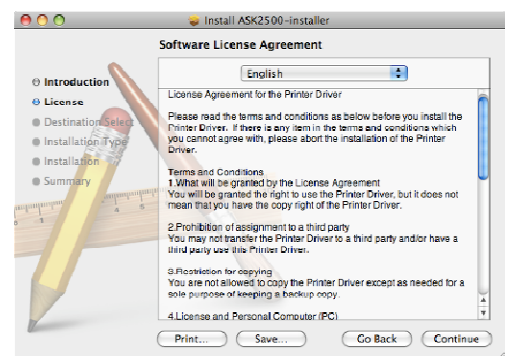 Install ASK2500-installer
Software License Agreement
English
Introduction
License
Destination Select
Installation Type
Installation
Summary
License Agreement for the Printer Driver
Please read the terms and conditions as below before you install the
Printer Driver. If there is any item in the terms and conditions which
you cannot agree with, please abort the installation of the Printer
Driver.
Terms and Conditions
1.What will be granted by the License Agreement
You will be granted the right to use the Printer Driver, but it does not
mean that you have the copy right of the Printer Driver.
2.Prohibition of assignment to a third party
You may not transfer the Printer Driver to a third party and/or have a
third party use this Printer Driver.
3.Restriction for copying
You are not allowed to copy the Printer Driver except as needed for a
sole purpose of keeping a backup copy.
4.License and Personal Computer (PC)
Print...
Save...
Go Back
Continue